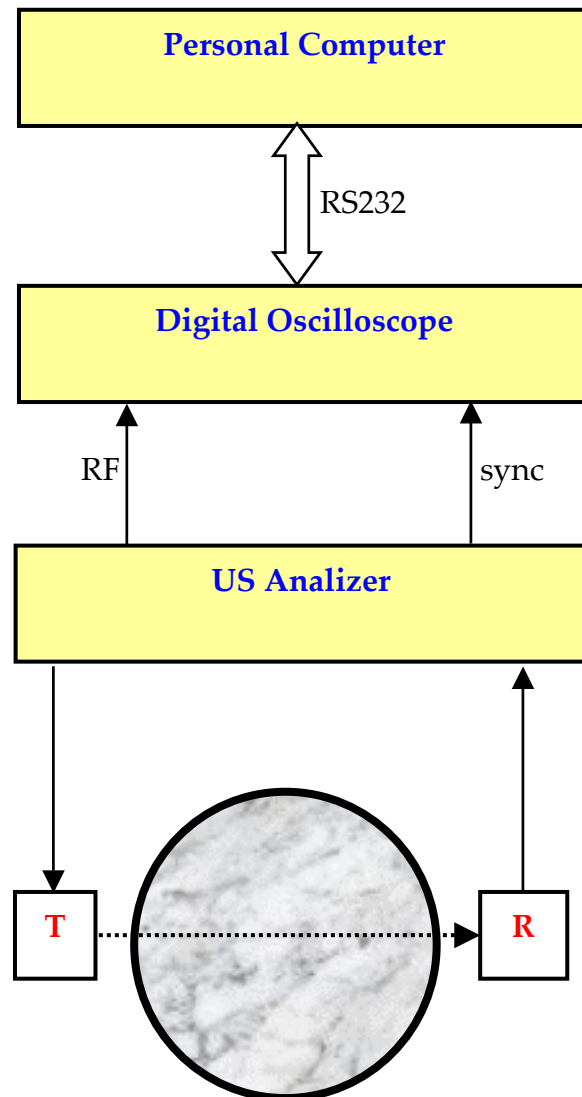 Personal Computer
RS232
Digital Oscilloscope
RF
sync
US Analizer
T
R